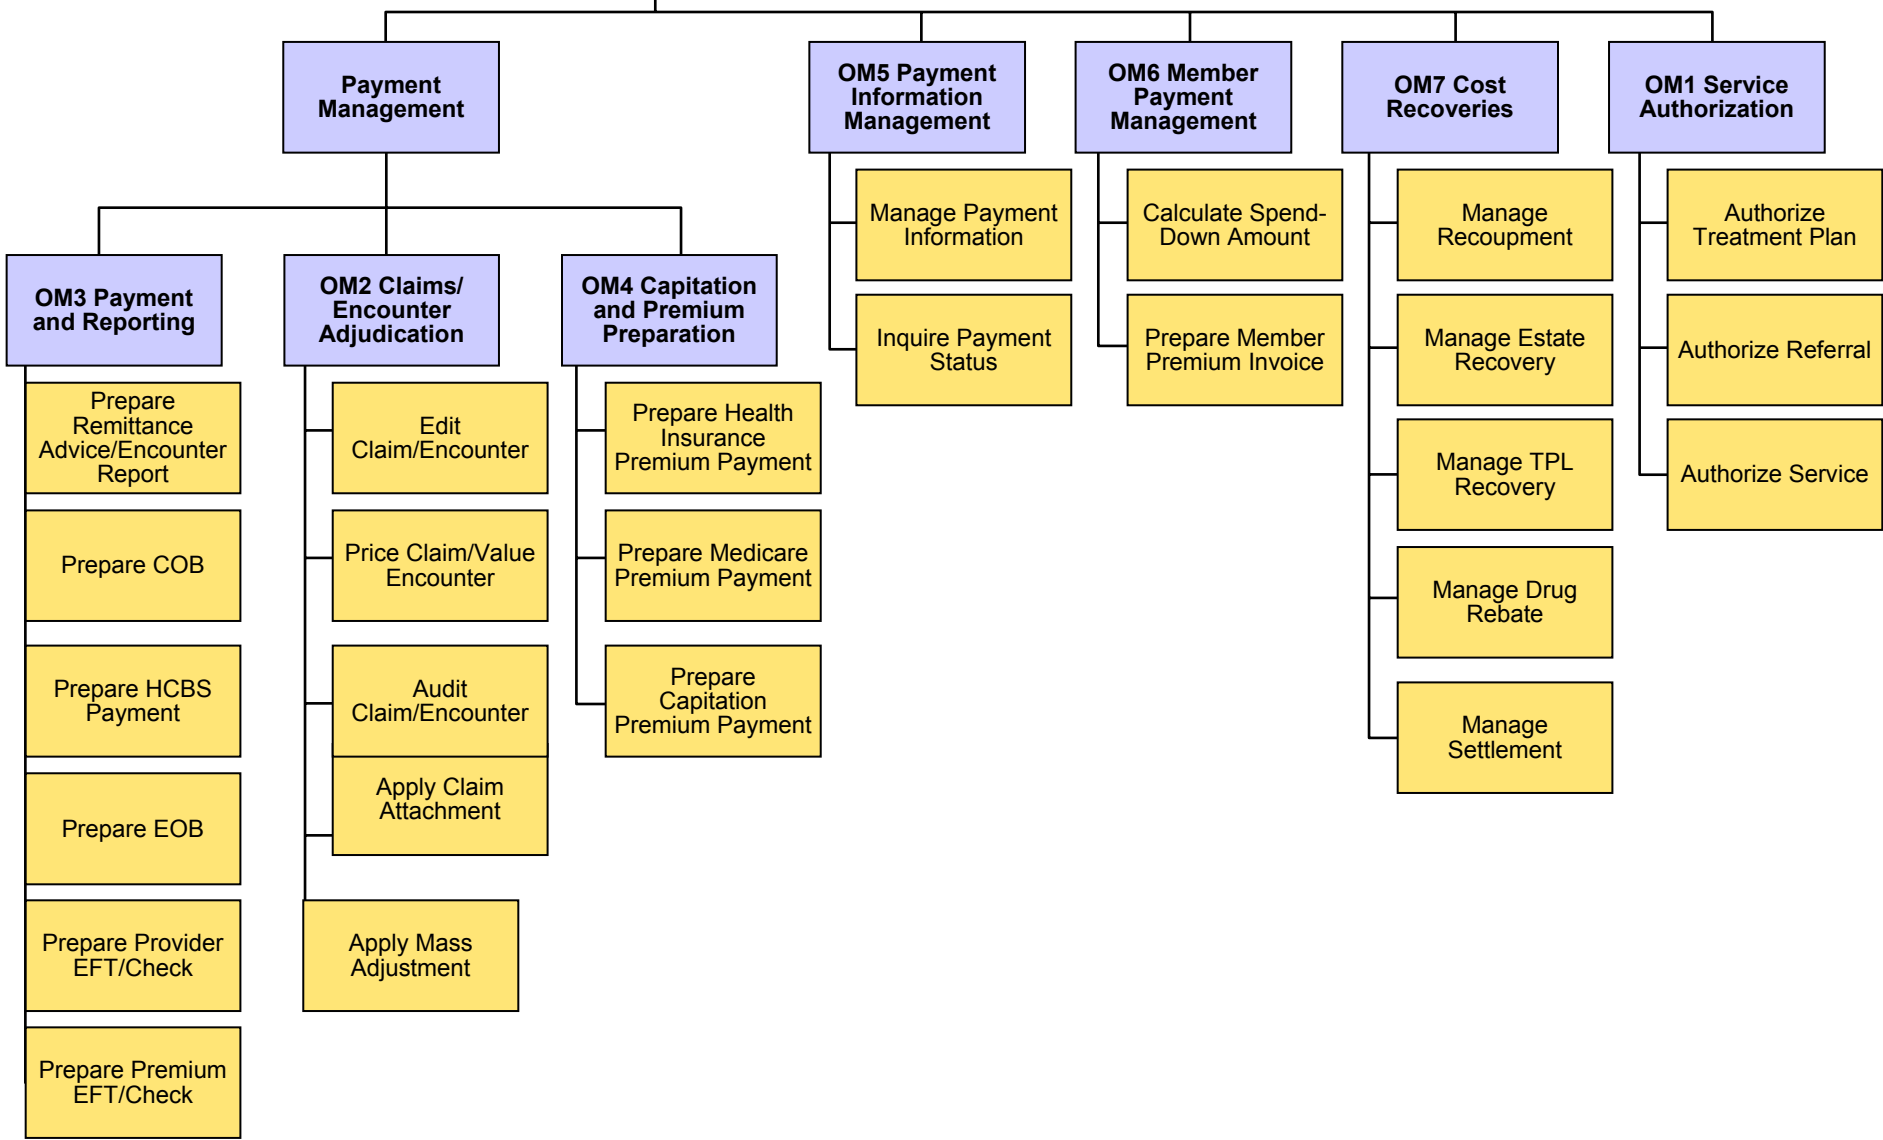 Payment
Management
OM5 Payment
Information
Management
OM6 Member
Payment
Management
OM7 Cost
Recoveries
OM1 Service
Authorization
OM3 Payment
and Reporting
OM2 Claims/
Encounter
Adjudication
OM4 Capitation
and Premium
Preparation
Prepare
Remittance
Advice/Encounter
Report
Prepare COB
Prepare HCBS
Payment
Prepare EOB
Prepare Provider
EFT/Check
Prepare Premium
EFT/Check
Edit
Claim/Encounter
Price Claim/Value
Encounter
Audit
Claim/Encounter
Apply Claim
Attachment
Apply Mass
Adjustment
Prepare Health
Insurance
Premium Payment
Prepare Medicare
Premium Payment
Prepare
Capitation
Premium Payment
Manage Payment
Information
Inquire Payment
Status
Calculate Spend-
Down Amount
Prepare Member
Premium Invoice
Manage
Recoupment
Manage Estate
Recovery
Manage TPL
Recovery
Manage Drug
Rebate
Manage
Settlement
Authorize
Treatment Plan
Authorize Referral
Authorize Service